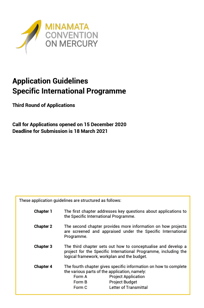 MINAMATA
CONVENTION
ON MERCURY
Application Guidelines
Specific International Programme
Third Round of Applications
Call for Applications opened on 15 December 2020
Deadline for Submission is 18 March 2021
These application guidelines are structured as follows:
Chapter 1 The first chapter addresses key questions about applications to
the Specific International Programme.
Chapter 2 The second chapter provides more information on how projects
are screened and appraised under the Specific International
Programme.
Chapter 3 The third chapter sets out how to conceptualise and develop a
project for the Specific International Programme, including the
logical framework, workplan and the budget.
Chapter 4 The fourth chapter gives specific information on how to complete
the various parts of the application, namely:
Form A Project Application
Form B Project Budget
Form C Letter of Transmittal